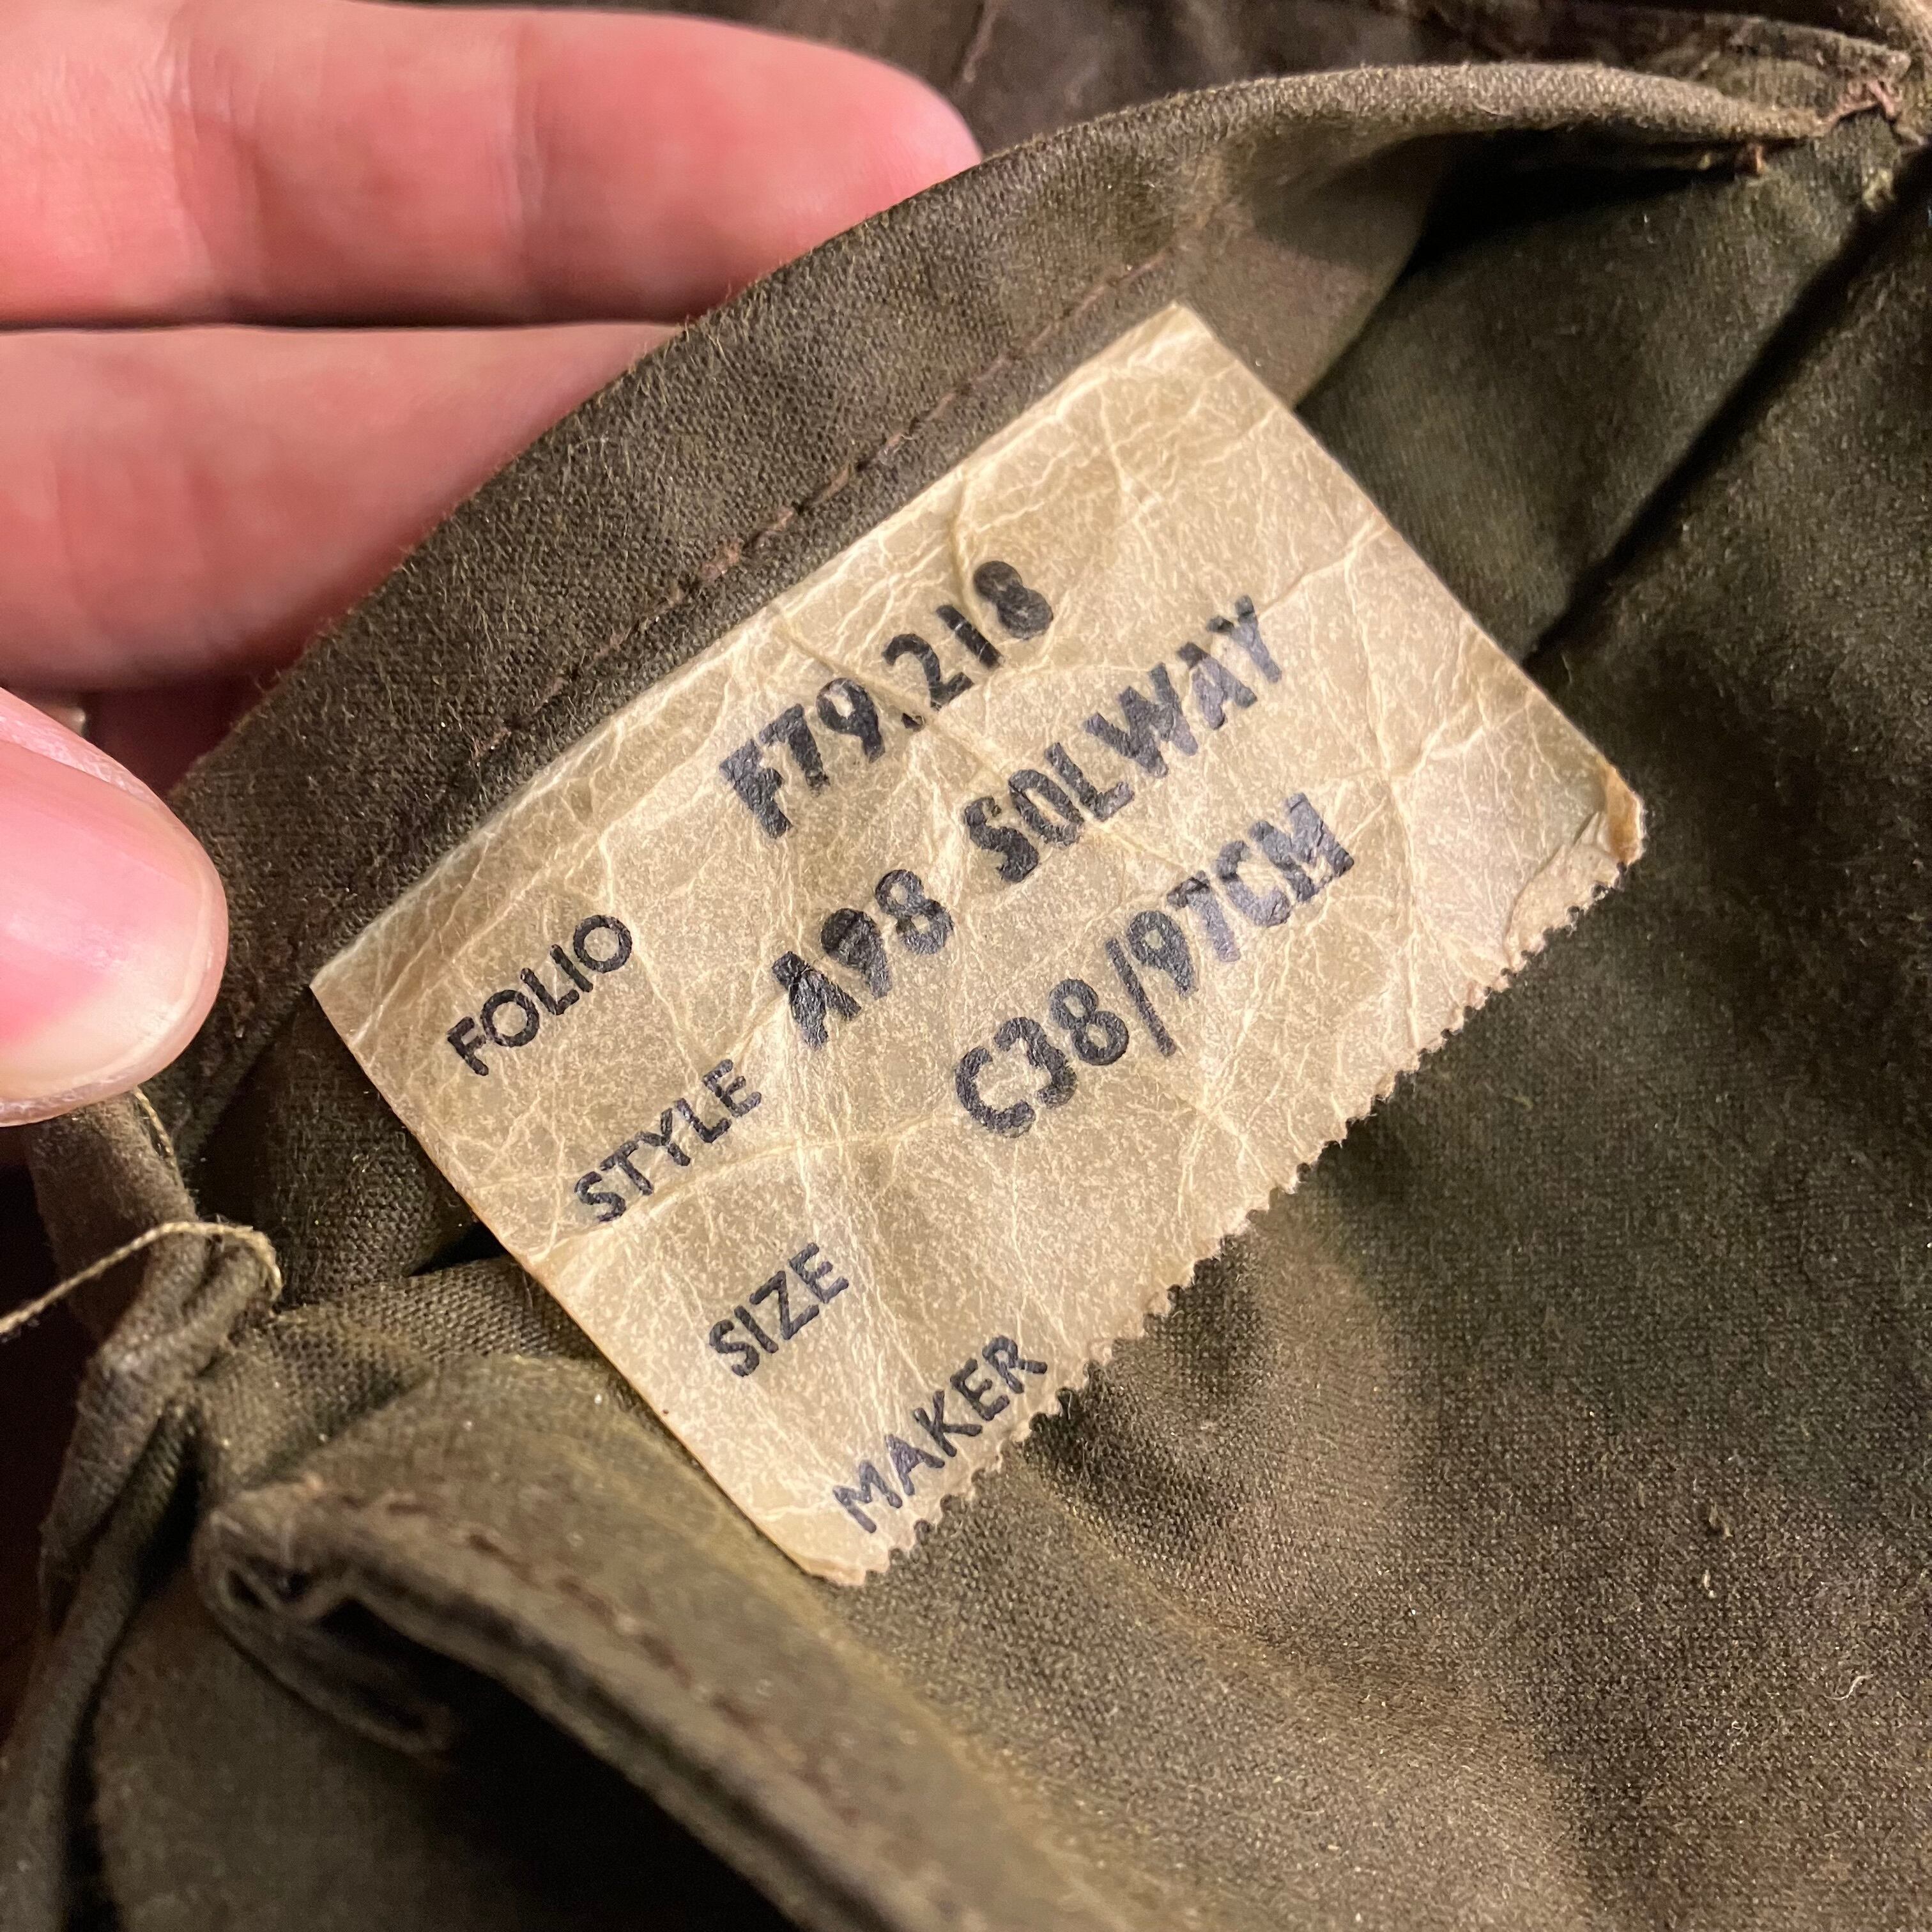 FOLIO F79.218
STYLE A98 SOLWAY
SIZE C38/97CM
MAKER